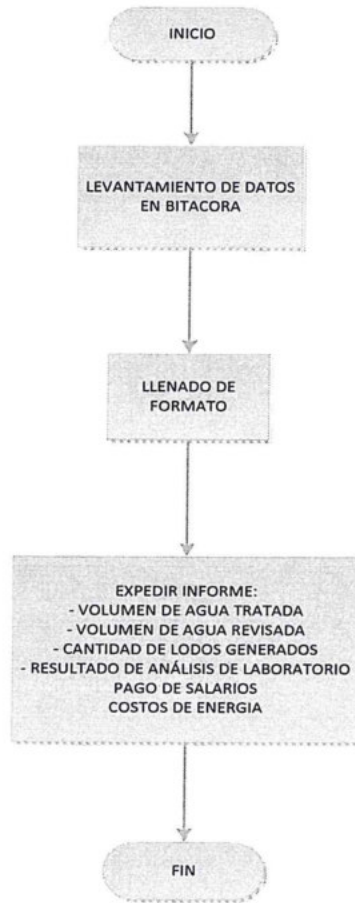 INICIO
LEVANTAMIENTO DE DATOS
EN BITACORA
LLENADO DE
FORMATO
EXPEDIR INFORME:
- VOLUMEN DE AGUA TRATADA
- VOLUMEN DE AGUA REVISADA
- CANTIDAD DE LODOS GENERADOS
- RESULTADO DE ANÁLISIS DE LABORATORIO
PAGO DE SALARIOS
COSTOS DE ENERGIA
FIN